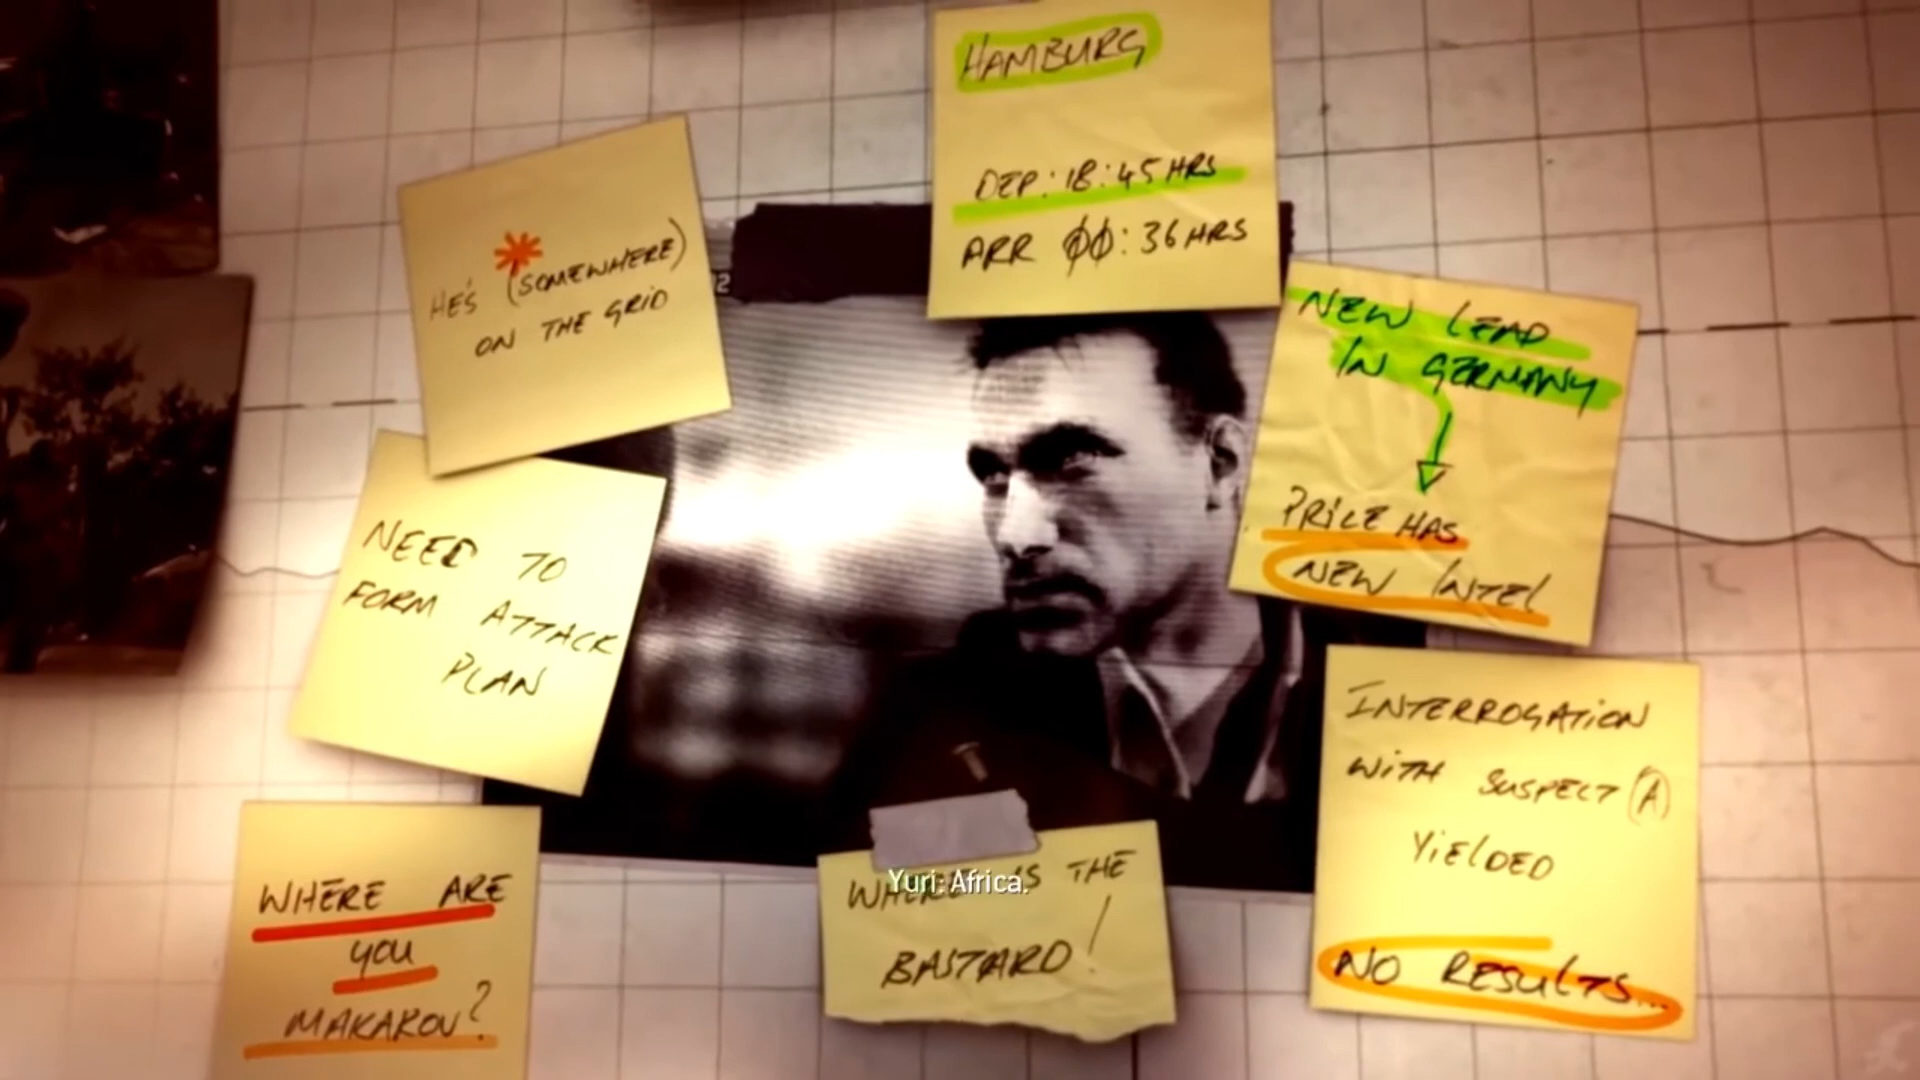 HAMBURG
DEP: 18:45 HRS
ARR 00:36 HRS
HE'S (SOMEWHERE)
ON THE GRID
NEW LEAD
IN GERMANY
PRICE HAS
NEW INTEL
NEED TO
FORM ATTACK
PLAN
INTERROGATION
WITH SUSPECT (A)
YIELDED
NO RESULTS...
WHERE ARE
YOU
MAKAROV?
WHERE IS THE
BASTARD!
Yuri: Africa.